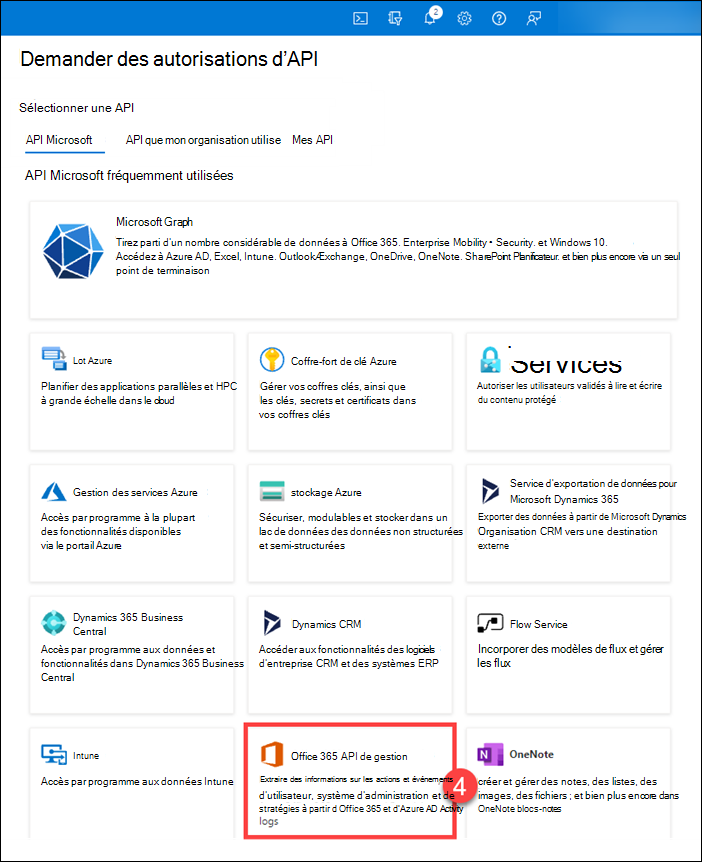 2
Demander des autorisations d'API
Sélectionner une API
API Microsoft API que mon organisation utilise Mes API
API Microsoft fréquemment utilisées
Microsoft Graph
Tirez parti d'un nombre considérable de données à Office 365. Enterprise Mobility • Security. et Windows 10.
Accédez à Azure AD, Excel, Intune. Outlook/Exchange, OneDrive, OneNote. SharePoint Planificateur. et bien plus encore via un seul
point de terminaison
Lot Azure
Planifier des applications parallèles et HPC
à grande échelle dans le cloud
Coffre-fort de clé Azure
Gérer vos coffres clés, ainsi que
les clés, secrets et certificats dans
vos coffres clés
Services
Autoriser les utilisateurs validés à lire et écrire
du contenu protégé
Gestion des services Azure
Accès par programme à la plupart
des fonctionnalités disponibles
via le portail Azure
stockage Azure
Sécuriser, modulables et stocker dans un
lac de données des données non structurées
et semi-structurées
Service d'exportation de données pour
Microsoft Dynamics 365
Exporter des données à partir de Microsoft Dynamics
Organisation CRM vers une destination
externe
Dynamics 365 Business
Central
Accès par programme aux données et
fonctionnalités dans Dynamics 365 Business
Central
Dynamics CRM
Accéder aux fonctionnalités des logiciels
d'entreprise CRM et des systèmes ERP
Flow Service
Incorporer des modèles de flux et gérer
les flux
Intune
Accès par programme aux données Intune
Office 365 API de gestion
Extraire des informations sur les actions et événements
d'utilisateur, système d'administration et de
stratégies à partir d'Office 365 et d'Azure AD Activity
logs
4
OneNote
créer et gérer des notes, des listes, des
images, des fichiers ; et bien plus encore dans
OneNote blocs-notes